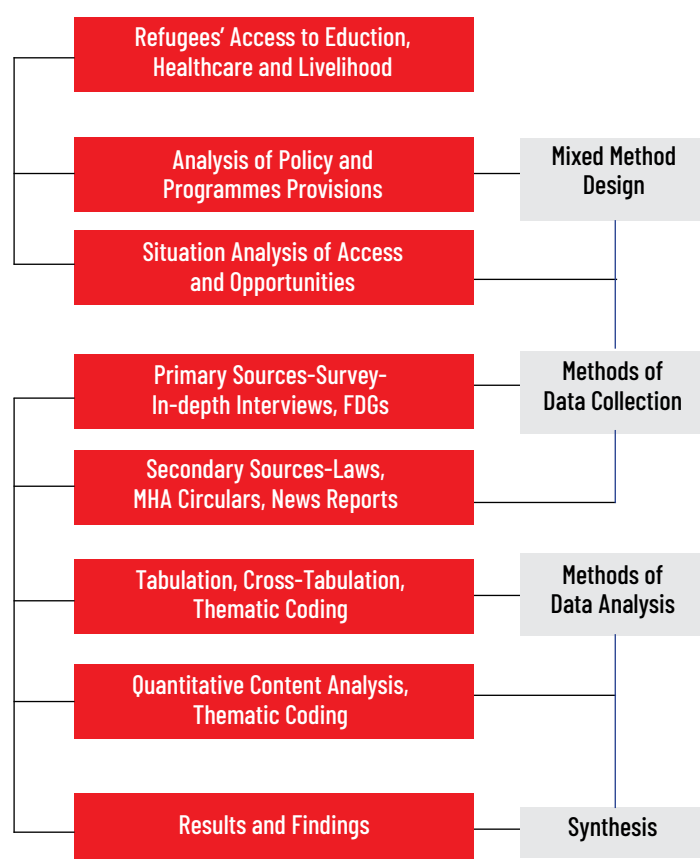 Refugees' Access to Eduction,
Healthcare and Livelihood
Analysis of Policy and
Programmes Provisions
Mixed Method
Design
Situation Analysis of Access
and Opportunities
Primary Sources-Survey-
In-depth Interviews, FDGs
Methods of
Data Collection
Secondary Sources-Laws,
MHA Circulars, News Reports
Tabulation, Cross-Tabulation,
Thematic Coding
Methods of
Data Analysis
Quantitative Content Analysis,
Thematic Coding
Results and Findings
Synthesis